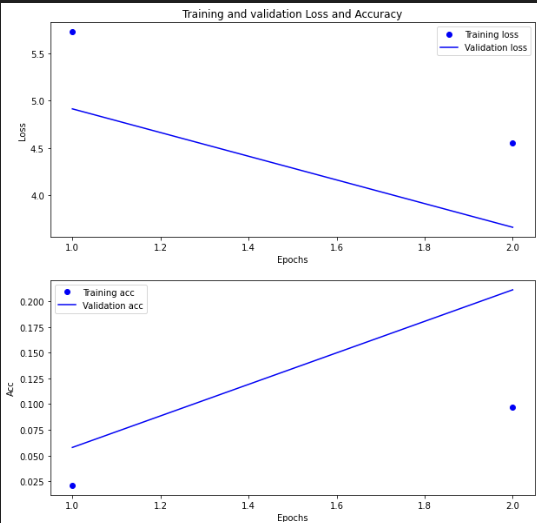 Training and validation Loss and Accuracy
Training loss
Validation loss
5.5
5.0
4.5
4.0
Loss
1.0 1.2 1.4 1.6 1.8 2.0
Epochs
Training acc
Validation acc
0.200
0.175
0.150
0.125
0.100
0.075
0.050
0.025
Acc
1.0 1.2 1.4 1.6 1.8 2.0
Epochs